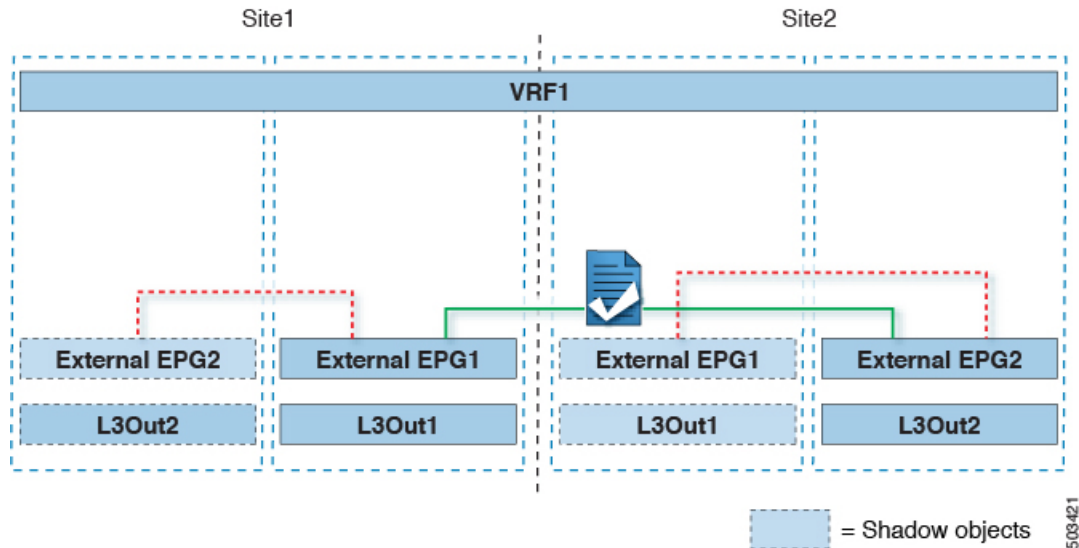 Site1
Site2
VRF1
External EPG2
External EPG1
External EPG1
External EPG2
L3Out2
L3Out1
L3Out1
L3Out2
= Shadow objects
503421